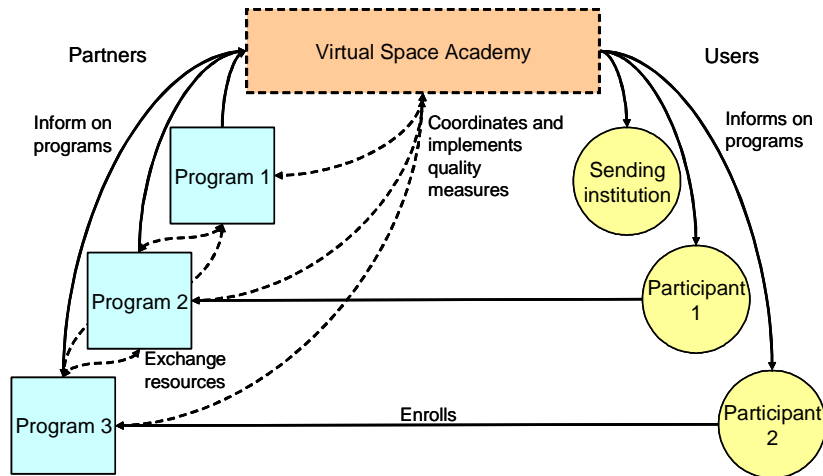 Partners
Virtual Space Academy
Users
Inform on
programs
Coordinates and
implements
quality
measures
Informs on
programs
Program 1
Sending
institution
Program 2
Participant
1
Exchange
resources
Program 3
Enrolls
Participant
2